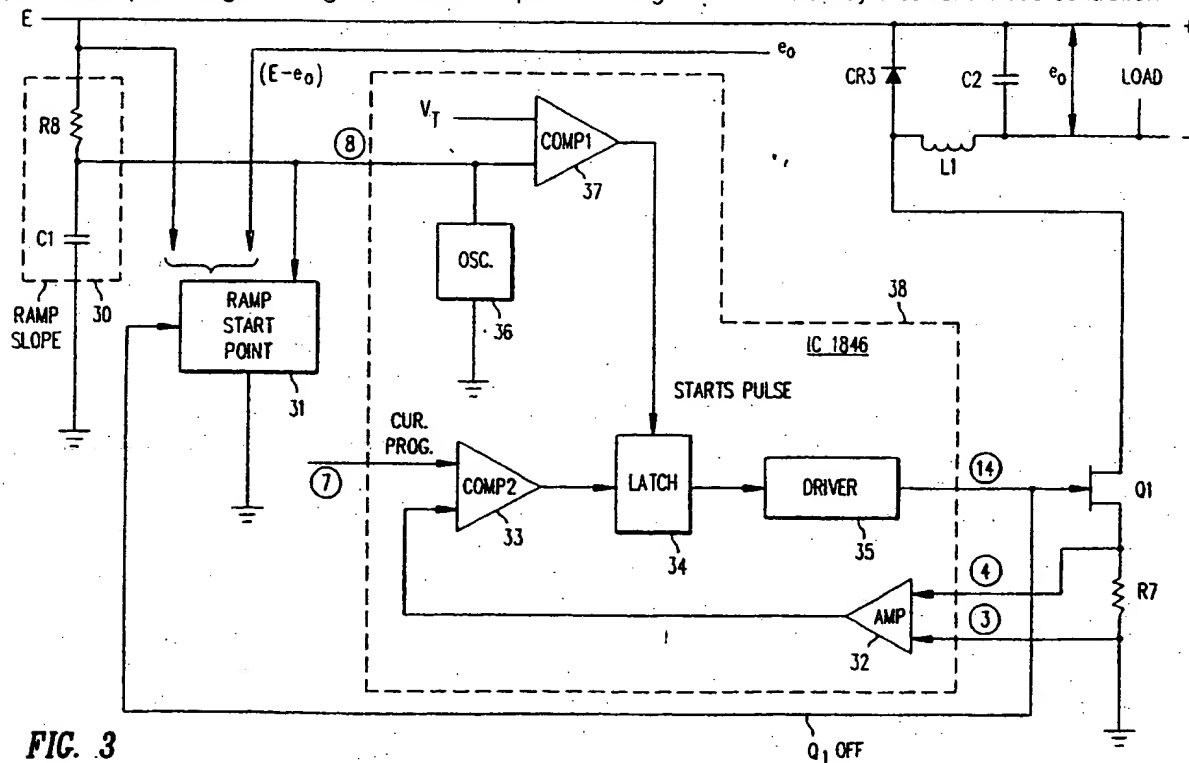 E
+
(E-e0)
e0
CR3
C2
e0
LOAD
R8
VT
COMP1
37
8
L1
-
C1
OSC.
36
RAMP
SLOPE
30
RAMP
START
POINT
31
38
IC 1846
STARTS PULSE
CUR.
PROG.
7
COMP2
33
LATCH
34
DRIVER
35
14
Q1
4
3
AMP
32
R7
FIG. 3
Q1 OFF